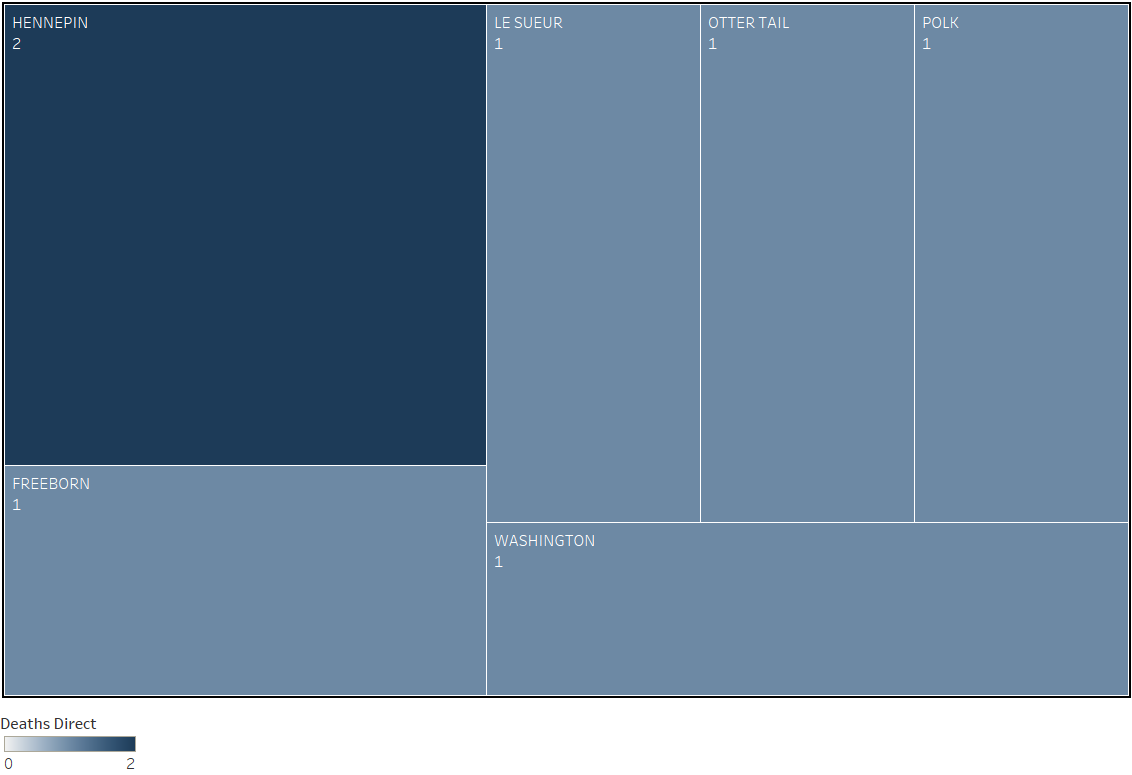 HENNEPIN
2
LE SUEUR
1
OTTER TAIL
1
POLK
1
FREEBORN
1
WASHINGTON
1
Deaths Direct
0 2